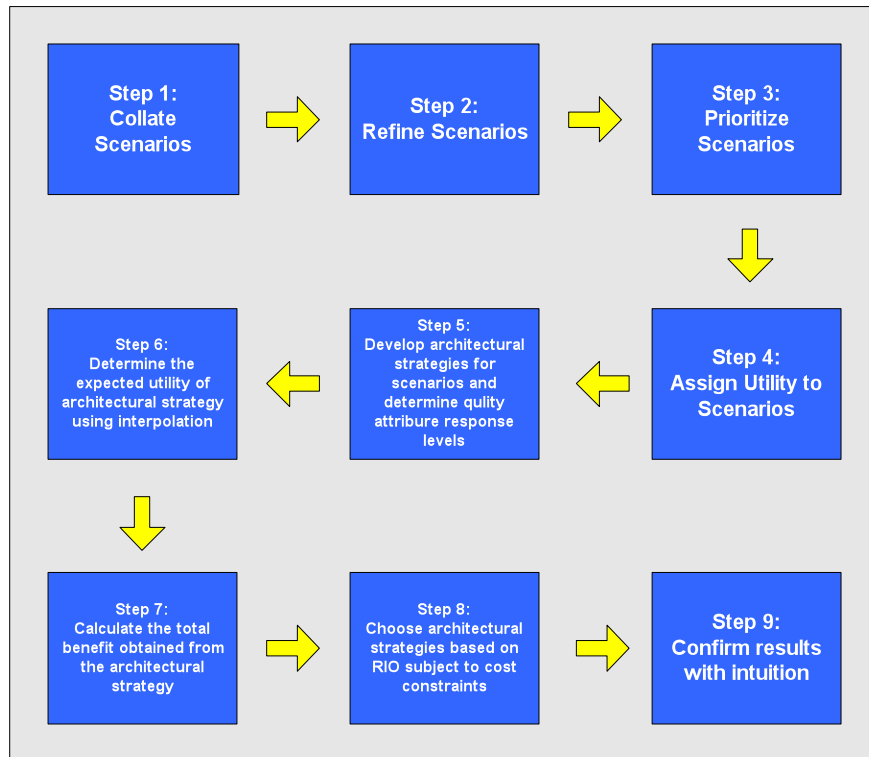 Step 1:
Collate
Scenarios
Step 2:
Refine Scenarios
Step 3:
Prioritize
Scenarios
Step 4:
Assign Utility to
Scenarios
Step 5:
Develop architectural
strategies for
scenarios and
determine qulity
attribure response
levels
Step 6:
Determine the
expected utility of
architectural strategy
using interpolation
Step 7:
Calculate the total
benefit obtained from
the architectural
strategy
Step 8:
Choose architectural
strategies based on
RIO subject to cost
constraints
Step 9:
Confirm results
with intuition